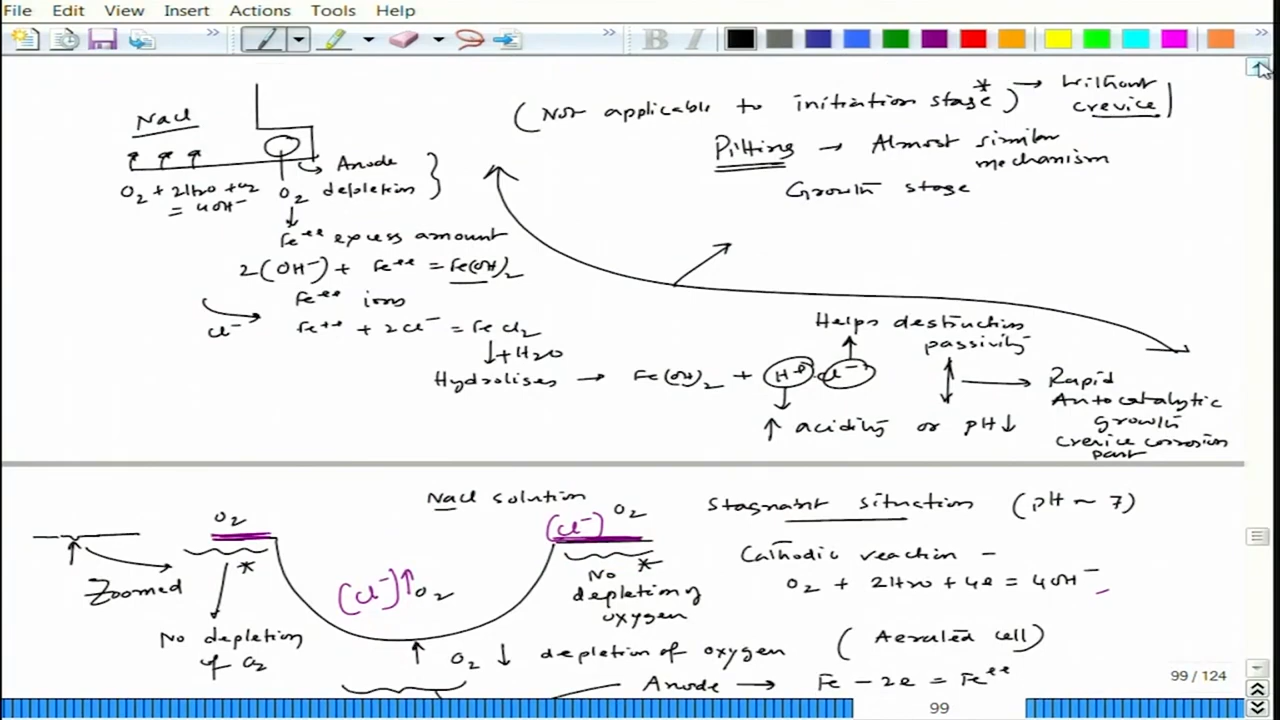 File Edit View Insert Actions Tools Help
NaCl
(Not applicable to initiation stage*) → Without
crevice
Pitting → Almost similar
mechanism
Growth stage
Anode
O2 + 2H2O + 4e
= 4OH-
O2 depletion
↓
Fe++ excess amount
2(OH-) + Fe++ = Fe(OH)2
Fe++ ions
Cl-
Fe++ + 2Cl- = FeCl2
↓ + H2O
Hydrolises → Fe(OH)2 + H+ Cl-
Helps destruction
passivity
↑ acidity or pH↓
Rapid
Autocatalytic
growth
crevice corrosion
part
NaCl solution
Stagnant situation (pH ~ 7)
O2
(Cl-) O2
Cathodic reaction -
O2 + 2H2O + 4e = 4OH-
Zoomed
*
(Cl-)↑ O2
*
No
depletion of
oxygen
No depletion
of O2
(Aerated cell)
O2 ↓ depletion of oxygen
Anode → Fe - 2e = Fe++
99 / 124
99